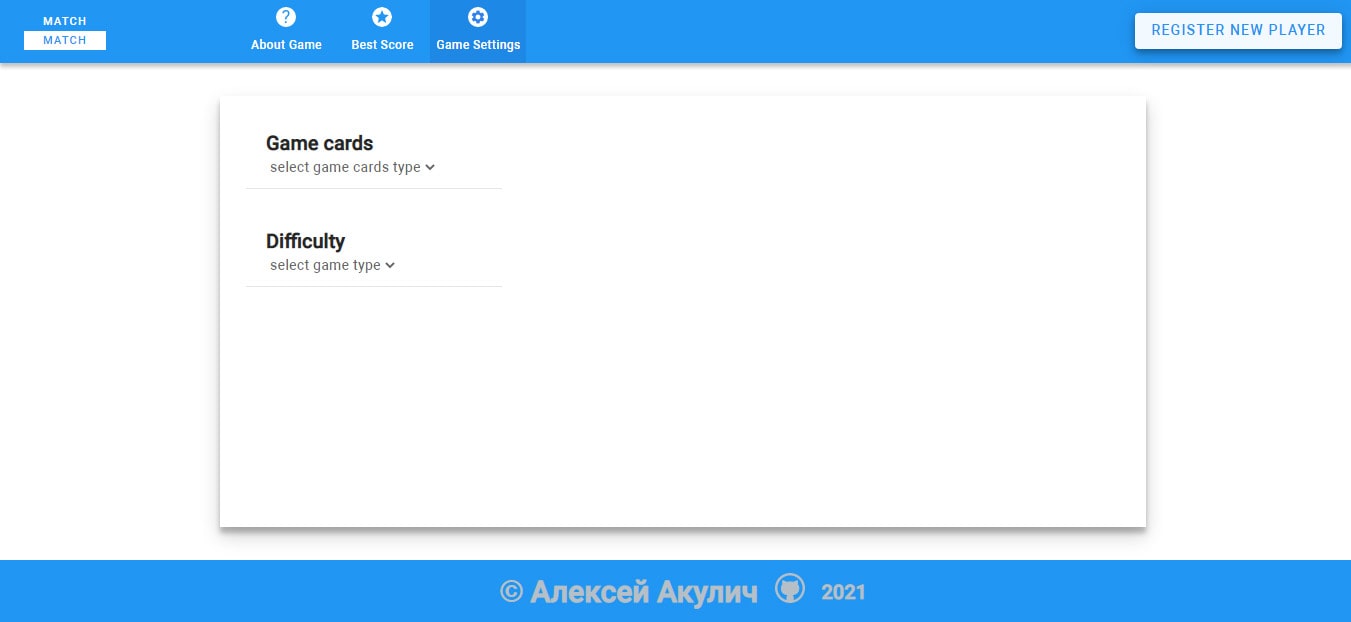 MATCH
MATCH
About Game
Best Score
Game Settings
REGISTER NEW PLAYER
Game cards
select game cards type
Difficulty
select game type
© Алексей Акулич 2021